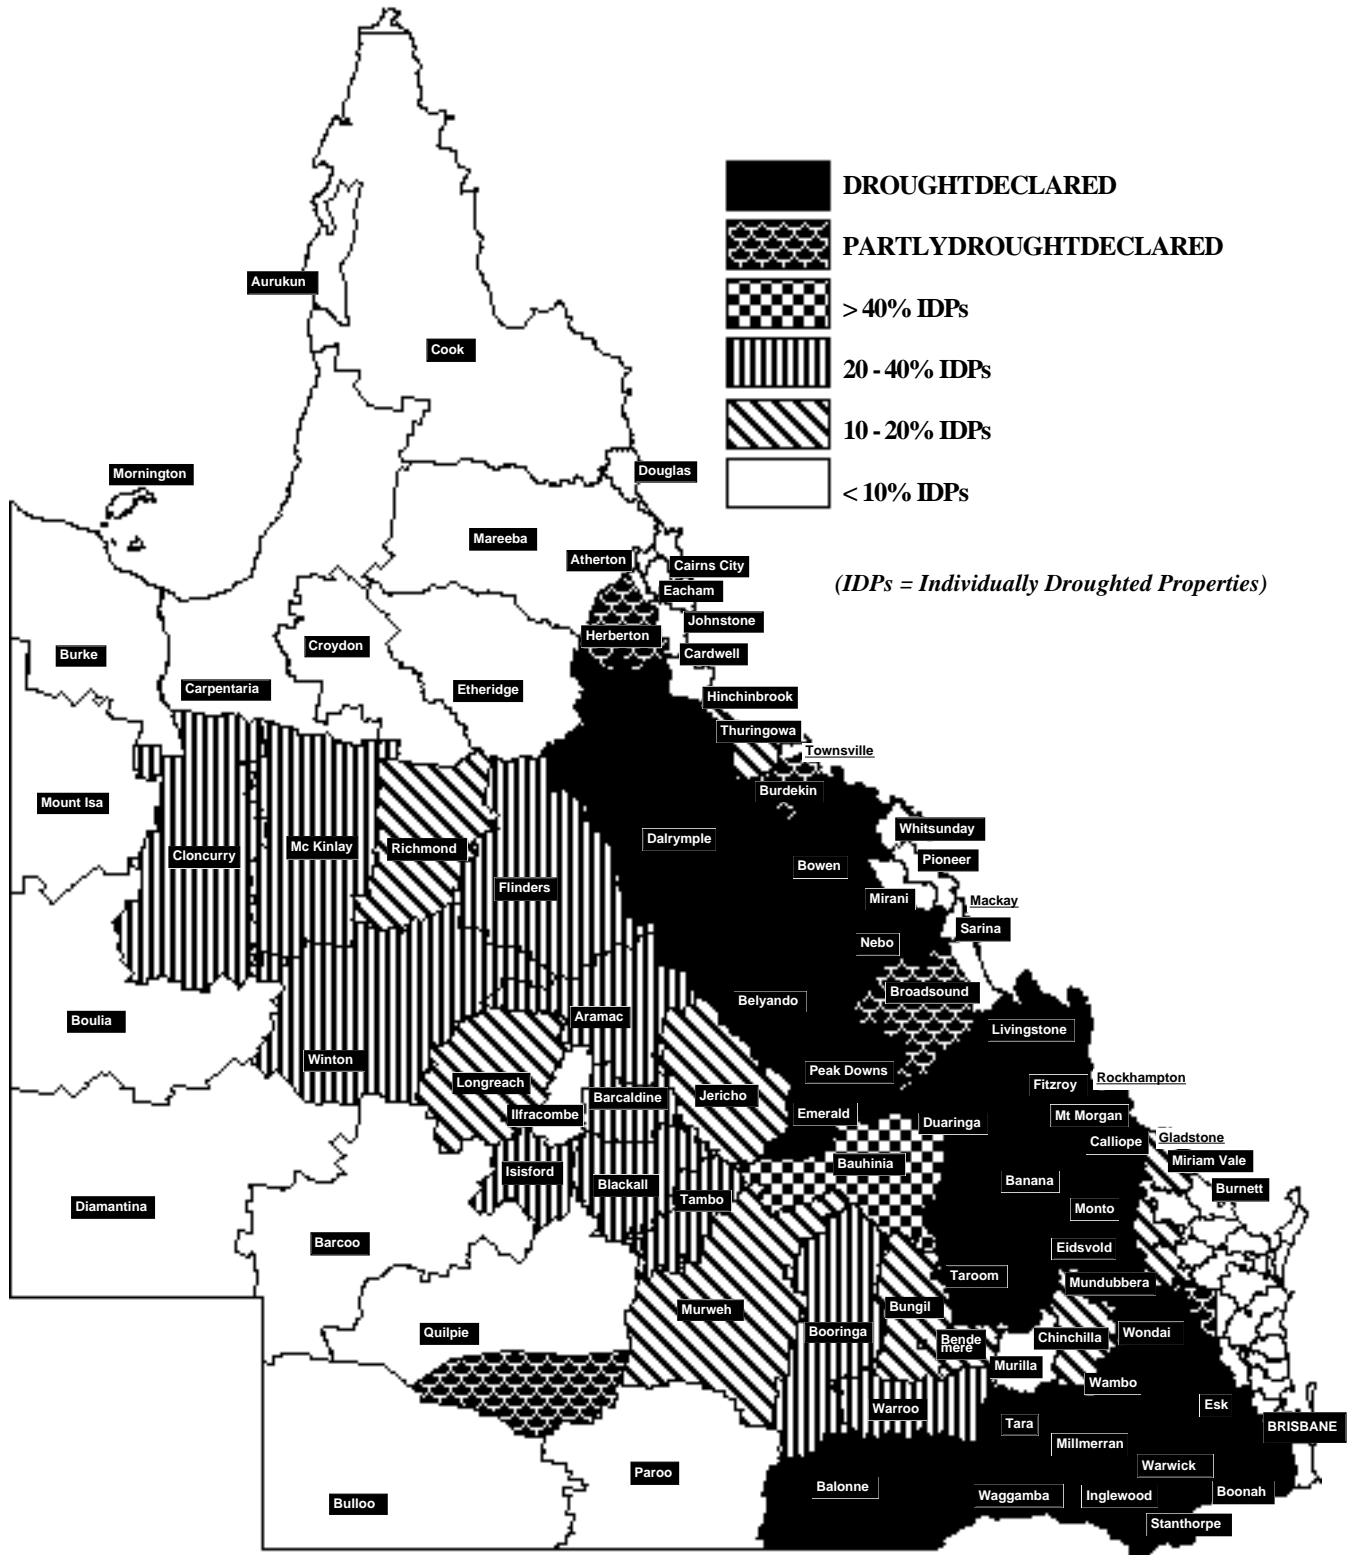 DROUGHTDECLARED
PARTLYDROUGHTDECLARED
> 40% IDPs
20 - 40% IDPs
10 - 20% IDPs
< 10% IDPs
(IDPs = Individually Droughted Properties)
Aurukun
Cook
Mornington
Douglas
Mareeba
Atherton
Cairns City
Eacham
Johnstone
Herberton
Cardwell
Croydon
Burke
Carpentaria
Etheridge
Hinchinbrook
Thuringowa
Townsville
Burdekin
Mount Isa
Whitsunday
Dalrymple
Mc Kinlay
Richmond
Cloncurry
Pioneer
Bowen
Flinders
Mirani
Mackay
Sarina
Nebo
Broadsound
Belyando
Aramac
Boulia
Livingstone
Winton
Peak Downs
Longreach
Fitzroy
Rockhampton
Jericho
Barcaldine
Ilfracombe
Emerald
Mt Morgan
Duaringa
Calliope
Gladstone
Miriam Vale
Bauhinia
Isisford
Blackall
Banana
Burnett
Tambo
Diamantina
Monto
Barcoo
Eidsvold
Taroom
Mundubbera
Murweh
Bungil
Quilpie
Booringa
Bende
mere
Chinchilla
Wondai
Murilla
Wambo
Esk
Warroo
Tara
BRISBANE
Millmerran
Warwick
Paroo
Balonne
Bulloo
Waggamba
Inglewood
Boonah
Stanthorpe